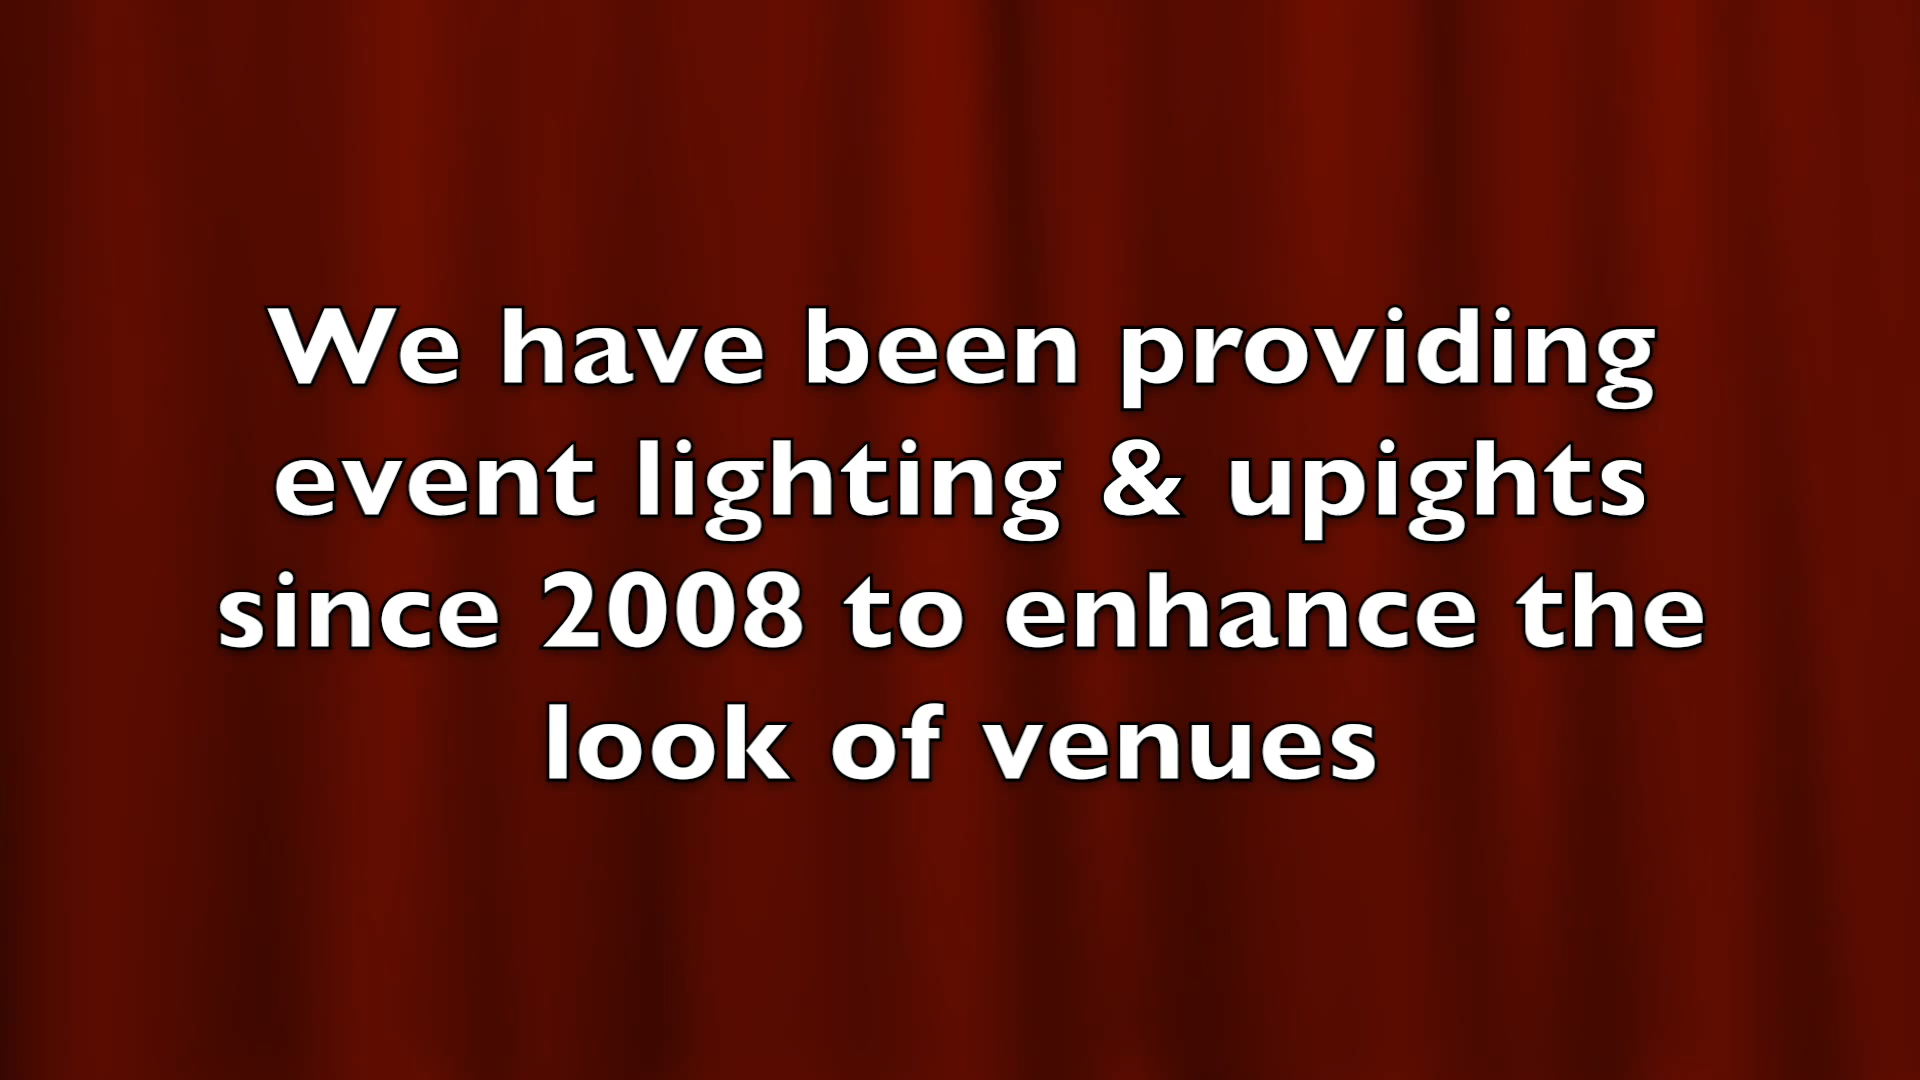 We have been providing
event lighting & upights
since 2008 to enhance the
look of venues